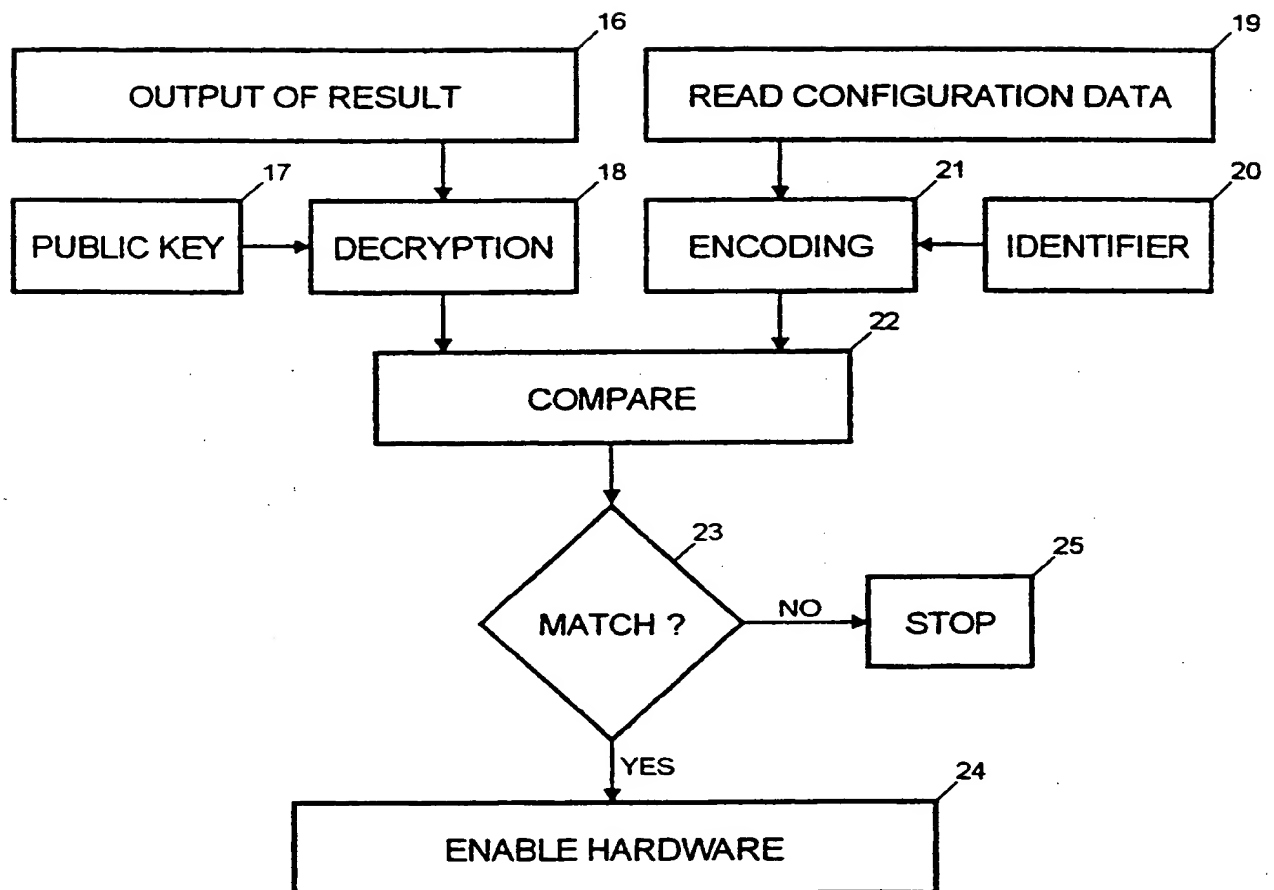 16
OUTPUT OF RESULT
19
READ CONFIGURATION DATA
17
PUBLIC KEY
18
DECRYPTION
21
ENCODING
20
IDENTIFIER
22
COMPARE
23
MATCH ?
NO
25
STOP
YES
24
ENABLE HARDWARE